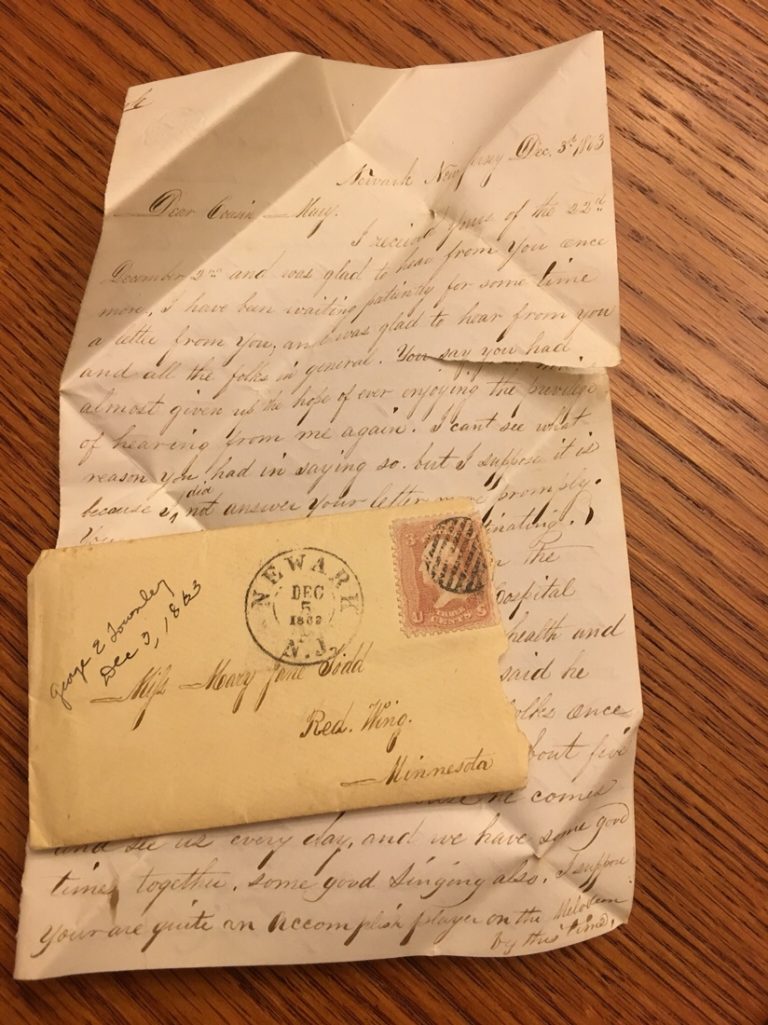 Newark New Jersey Dec. 3rd 1863
Dear Cousin Mary.
I recieved yours of the 22nd
December 2nd and was glad to hear from you once
more, I have been waiting patiently for some time
a letter from you, and was glad to hear from you
and all the folks in general. You say you had
almost given up the hope of ever enjoying the privilege
of hearing from me again. I cant see what
reason you had in saying so. but I suppose it is
because I did not answer your letter more promply.
You
the
Hospital
health and
said he
folks once
about five
he comes
and see us every day, and we have some good
times together, some good singing also, I suppose
Your are quite an Accomplish player on the Melodeon
by this time.
George E Townley
Dec 3, 1863
NEWARK
DEC
5
N.J.
3
U THREE CENTS S
Miss Mary Jane Todd
Red. Wing.
Minnesota